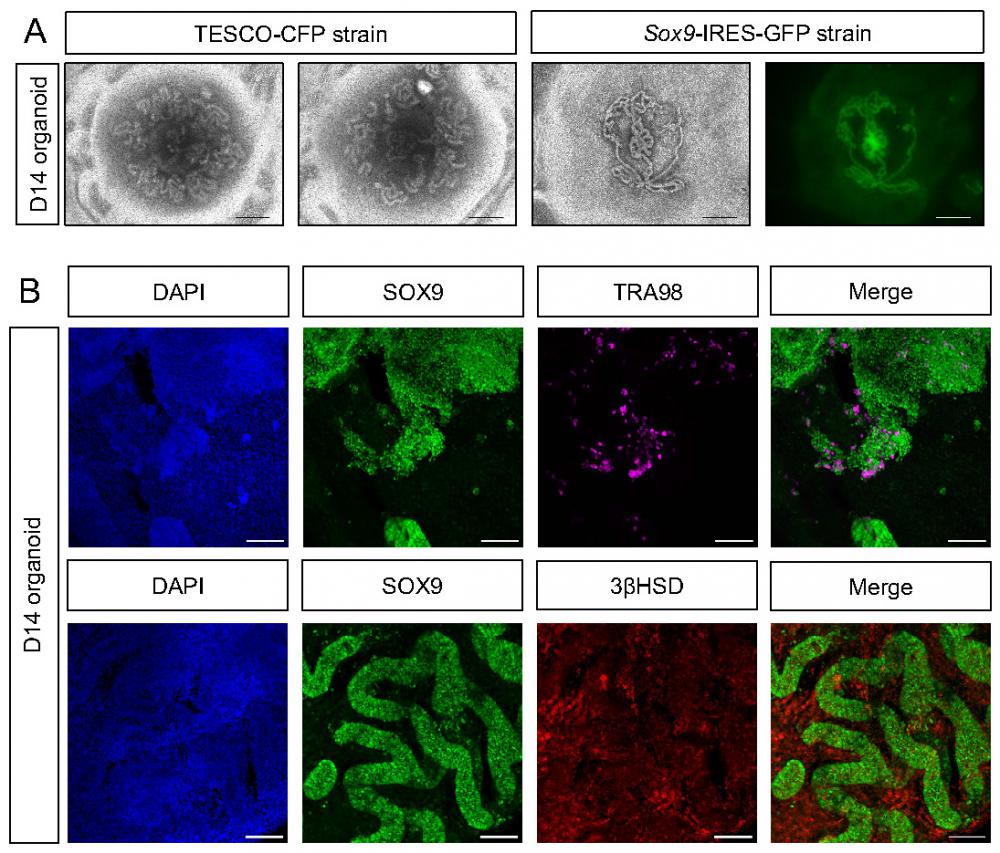 A
TESCO-CFP strain
Sox9-IRES-GFP strain
D14 organoid
B
DAPI
SOX9
TRA98
Merge
D14 organoid
DAPI
SOX9
3βHSD
Merge